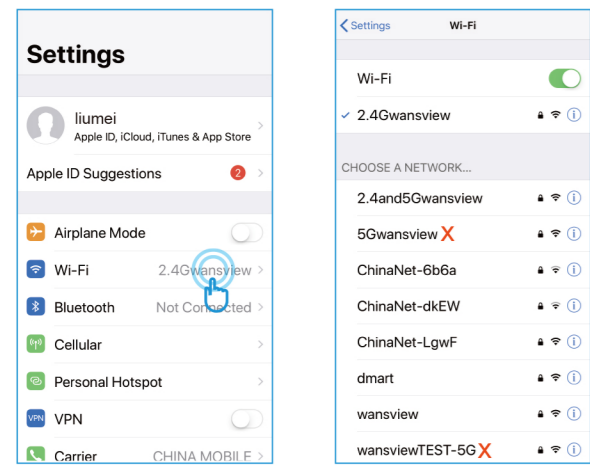 Settings
liumei
Apple ID, iCloud, iTunes & App Store
Apple ID Suggestions 2
Airplane Mode
Wi-Fi 2.4Gwansview
Bluetooth Not Connected
Cellular
Personal Hotspot
VPN VPN
Carrier CHINA MOBILE
Settings Wi-Fi
Wi-Fi
2.4Gwansview
CHOOSE A NETWORK...
2.4and5Gwansview
5Gwansview X
ChinaNet-6b6a
ChinaNet-dkEW
ChinaNet-LgwF
dmart
wansview
wansviewTEST-5G X